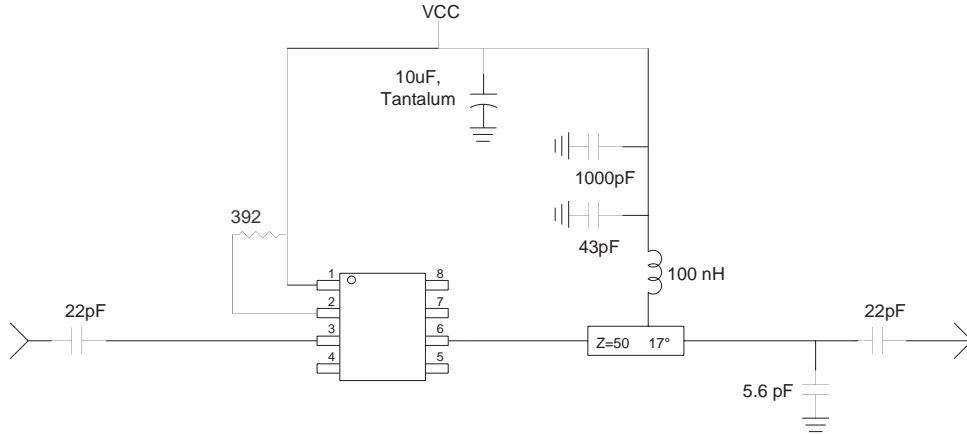 VCC
10uF,
Tantalum
1000pF
392
43pF
100 nH
1
8
2
7
22pF
3
6
Z=50 17°
22pF
4
5
5.6 pF